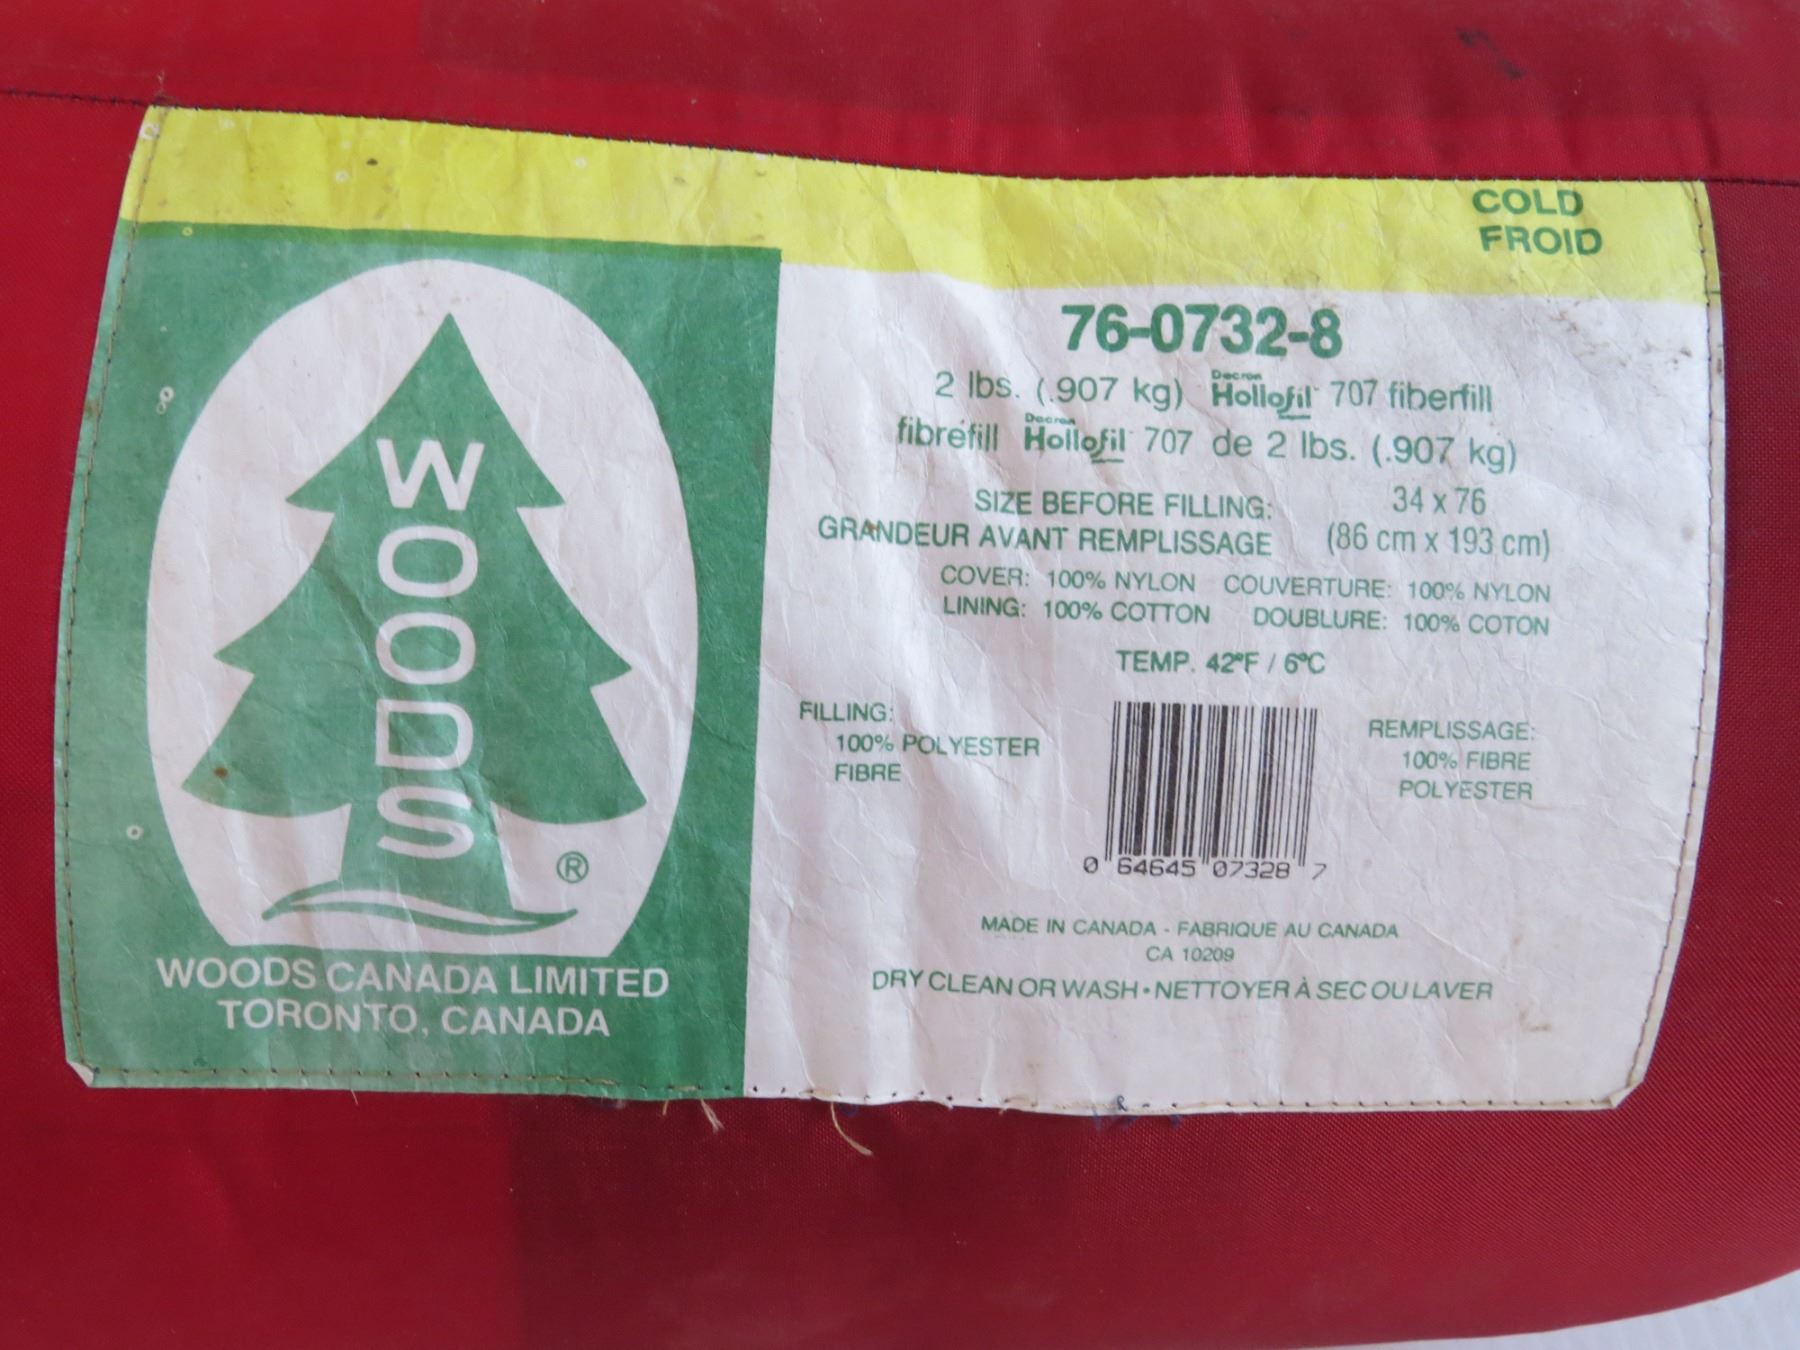 COLD
FROID
WOODS
®
WOODS CANADA LIMITED
TORONTO, CANADA
76-0732-8
2 lbs. (.907 kg) Dacron Hollofil 707 fiberfill
fibrefill Dacron Hollofil 707 de 2 lbs. (.907 kg)
SIZE BEFORE FILLING: 34 x 76
GRANDEUR AVANT REMPLISSAGE (86 cm x 193 cm)
COVER: 100% NYLON COUVERTURE: 100% NYLON
LINING: 100% COTTON DOUBLURE: 100% COTON
TEMP. 42°F / 6°C
FILLING:
100% POLYESTER
FIBRE
REMPLISSAGE:
100% FIBRE
POLYESTER
0 64645 07328 7
MADE IN CANADA - FABRIQUE AU CANADA
CA 10209
DRY CLEAN OR WASH • NETTOYER À SEC OU LAVER